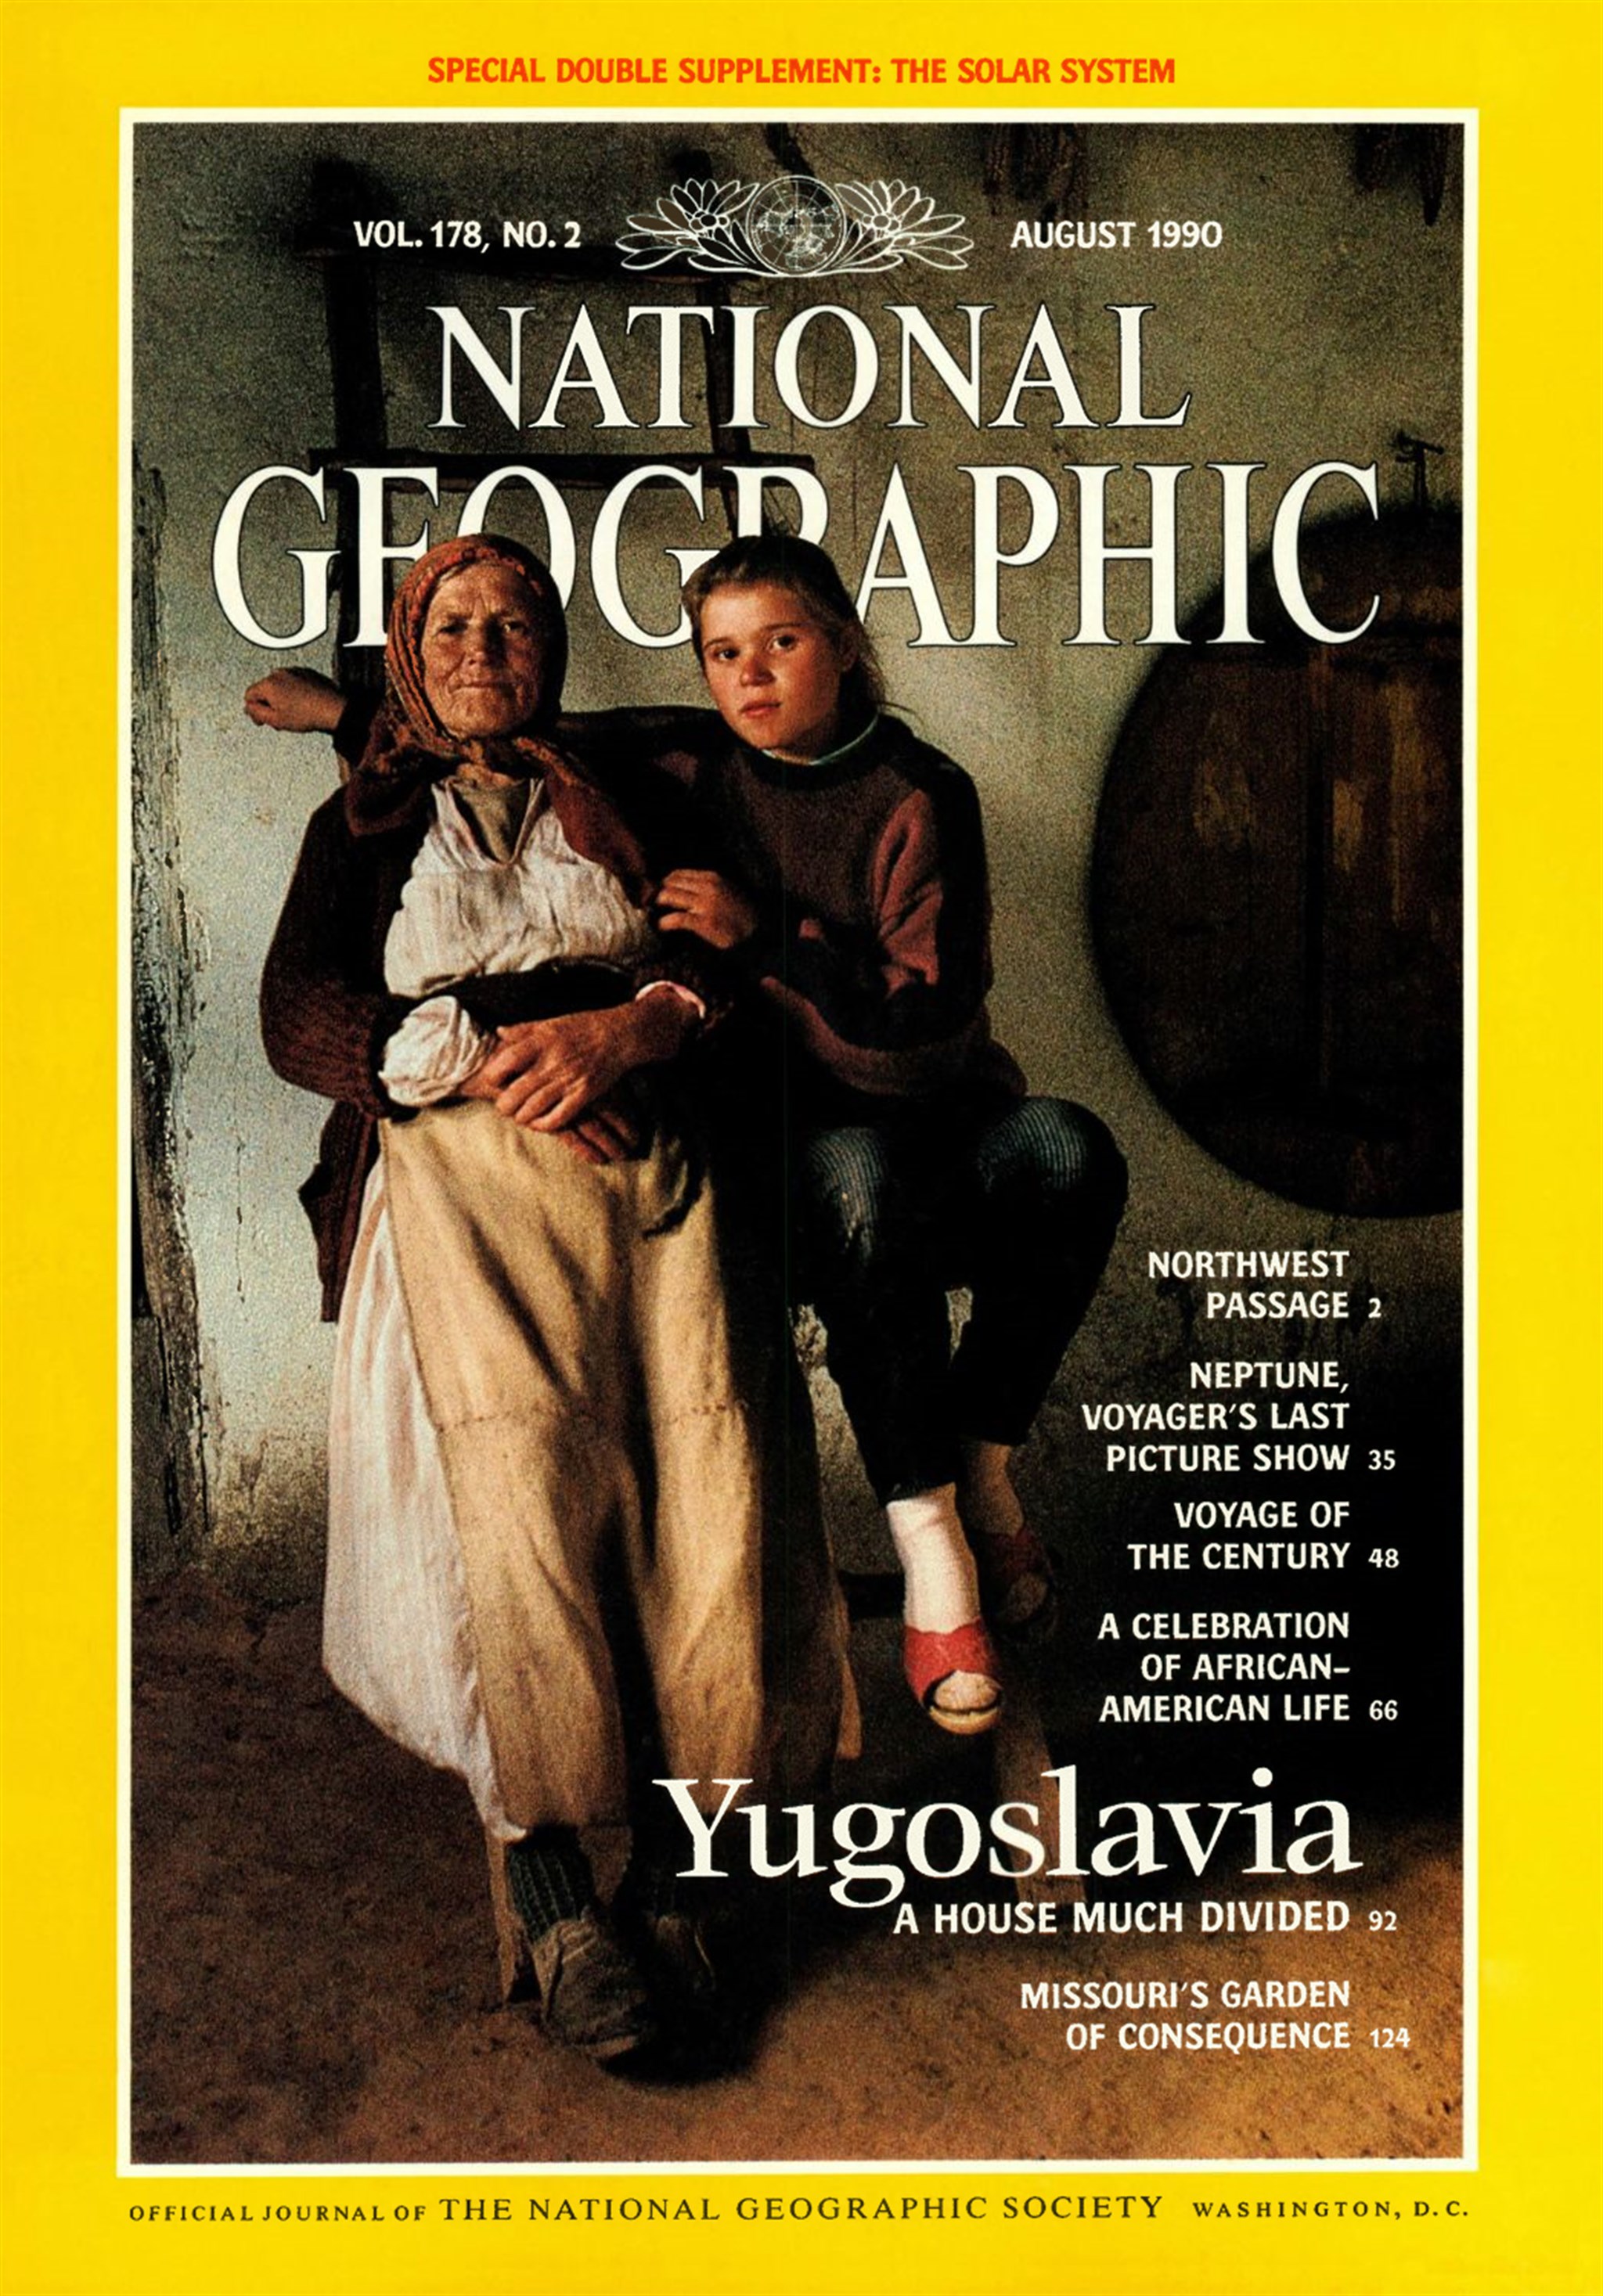 SPECIAL DOUBLE SUPPLEMENT: THE SOLAR SYSTEM
VOL. 178, NO. 2
AUGUST 1990
NATIONAL
GEOGRAPHIC
NORTHWEST
PASSAGE 2
NEPTUNE,
VOYAGER'S LAST
PICTURE SHOW 35
VOYAGE OF
THE CENTURY 48
A CELEBRATION
OF AFRICAN-
AMERICAN LIFE 66
Yugoslavia
A HOUSE MUCH DIVIDED 92
MISSOURI'S GARDEN
OF CONSEQUENCE 124
OFFICIAL JOURNAL OF THE NATIONAL GEOGRAPHIC SOCIETY WASHINGTON, D.C.